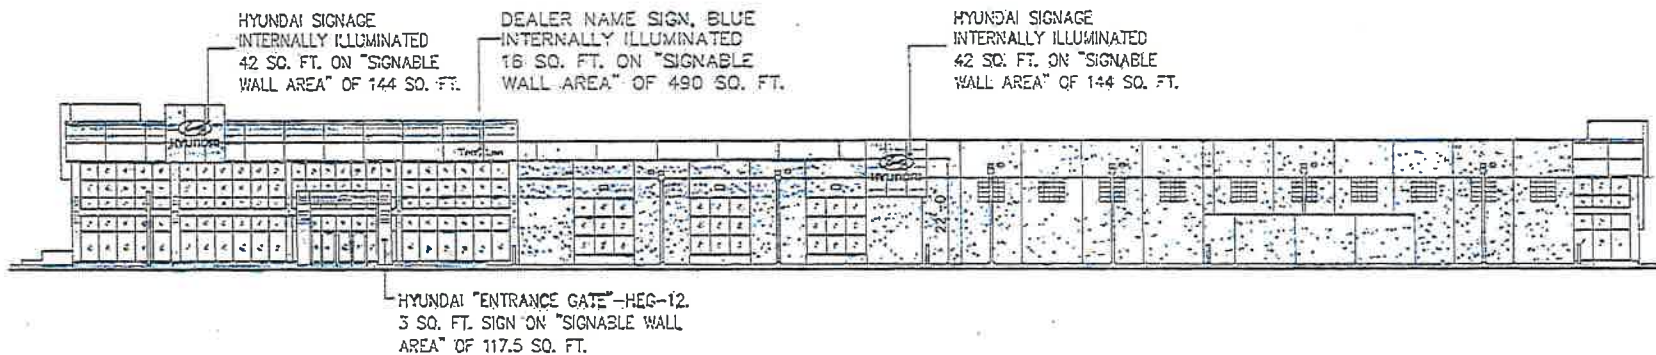 HYUNDAI SIGNAGE
INTERNALLY ILLUMINATED
42 SQ. FT. ON "SIGNABLE
WALL AREA" OF 144 SQ. FT.
DEALER NAME SIGN, BLUE
INTERNALLY ILLUMINATED
16 SQ. FT. ON "SIGNABLE
WALL AREA" OF 490 SQ. FT.
HYUNDAI SIGNAGE
INTERNALLY ILLUMINATED
42 SQ. FT. ON "SIGNABLE
WALL AREA" OF 144 SQ. FT.
HYUNDAI
HYUNDAI
HYUNDAI "ENTRANCE GATE"-HEG-12.
3 SQ. FT. SIGN ON "SIGNABLE WALL
AREA" OF 117.5 SQ. FT.